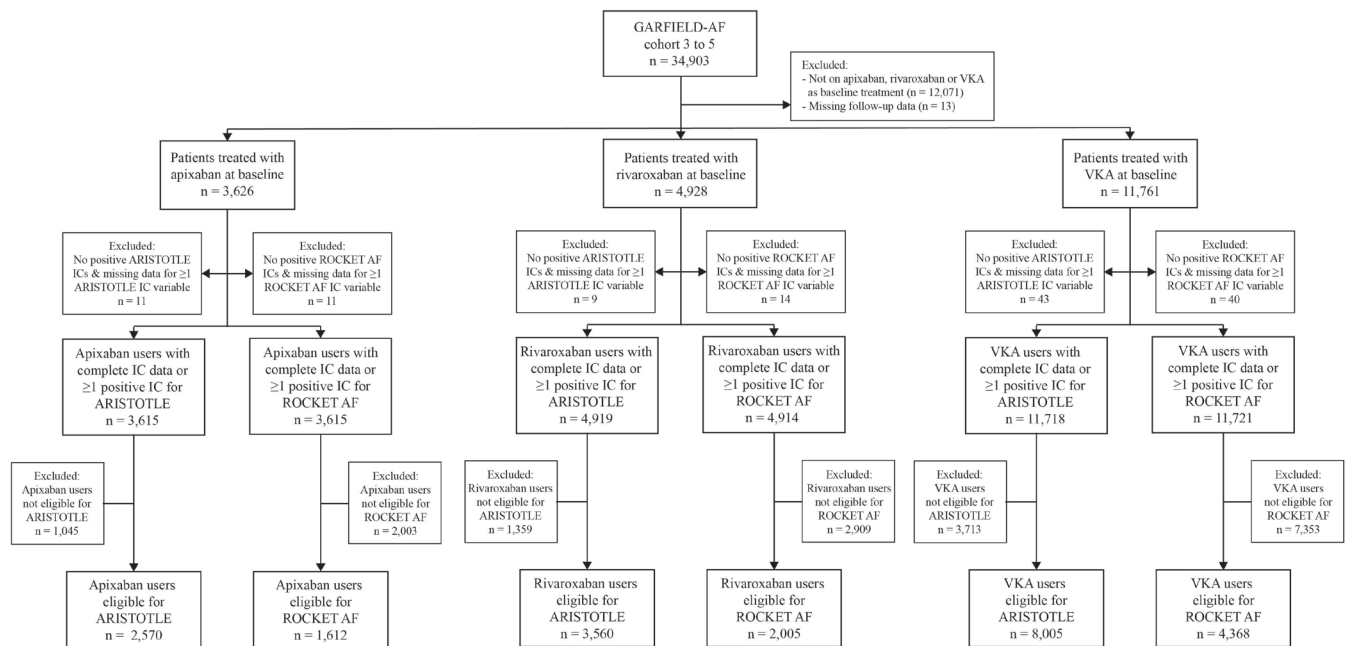 GARFIELD-AF
cohort 3 to 5
n = 34,903
Excluded:
- Not on apixaban, rivaroxaban or VKA
as baseline treatment (n = 12,071)
- Missing follow-up data (n = 13)
Patients treated with
apixaban at baseline
n = 3,626
Patients treated with
rivaroxaban at baseline
n = 4,928
Patients treated with
VKA at baseline
n = 11,761
Excluded:
No positive ARISTOTLE
ICs & missing data for ≥1
ARISTOTLE IC variable
n = 11
Excluded:
No positive ROCKET AF
ICs & missing data for ≥1
ROCKET AF IC variable
n = 11
Excluded:
No positive ARISTOTLE
ICs & missing data for ≥1
ARISTOTLE IC variable
n = 9
Excluded:
No positive ROCKET AF
ICs & missing data for ≥1
ROCKET AF IC variable
n = 14
Excluded:
No positive ARISTOTLE
ICs & missing data for ≥1
ARISTOTLE IC variable
n = 43
Excluded:
No positive ROCKET AF
ICs & missing data for ≥1
ROCKET AF IC variable
n = 40
Apixaban users with
complete IC data or
≥1 positive IC for
ARISTOTLE
n = 3,615
Apixaban users with
complete IC data or
≥1 positive IC for
ROCKET AF
n = 3,615
Rivaroxaban users with
complete IC data or
≥1 positive IC for
ARISTOTLE
n = 4,919
Rivaroxaban users with
complete IC data or
≥1 positive IC for
ROCKET AF
n = 4,914
VKA users with
complete IC data or
≥1 positive IC for
ARISTOTLE
n = 11,718
VKA users with
complete IC data or
≥1 positive IC for
ROCKET AF
n = 11,721
Excluded:
Apixaban users
not eligible for
ARISTOTLE
n = 1,045
Excluded:
Apixaban users
not eligible for
ROCKET AF
n = 2,003
Excluded:
Rivaroxaban users
not eligible for
ARISTOTLE
n = 1,359
Excluded:
Rivaroxaban users
not eligible for
ROCKET AF
n = 2,909
Excluded:
VKA users
not eligible for
ARISTOTLE
n = 3,713
Excluded:
VKA users
not eligible for
ROCKET AF
n = 7,353
Apixaban users
eligible for
ARISTOTLE
n = 2,570
Apixaban users
eligible for
ROCKET AF
n = 1,612
Rivaroxaban users
eligible for
ARISTOTLE
n = 3,560
Rivaroxaban users
eligible for
ROCKET AF
n = 2,005
VKA users
eligible for
ARISTOTLE
n = 8,005
VKA users
eligible for
ROCKET AF
n = 4,368